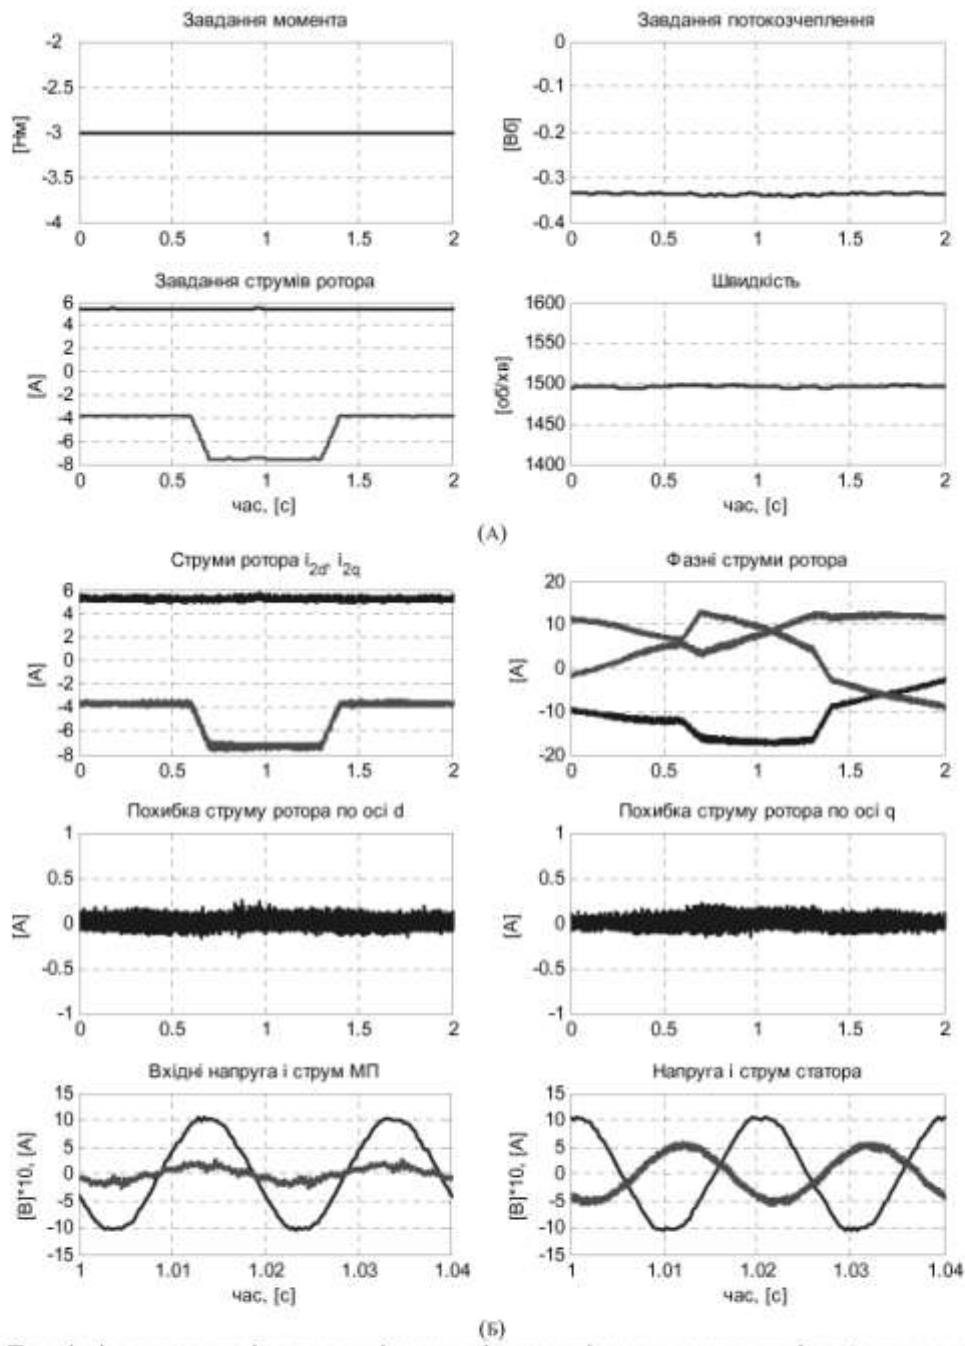 Завдання момента
Завдання потокозчеплення
-2
-2.5
-3
-3.5
-4
[Нм]
0 0.5 1 1.5 2
0
-0.1
-0.2
-0.3
-0.4
[Вб]
0 0.5 1 1.5 2
Завдання струмів ротора
Швидкість
6
4
2
0
-2
-4
-6
-8
[А]
0 0.5 1 1.5 2
час, [с]
1600
1550
1500
1450
1400
[об/хв]
0 0.5 1 1.5 2
час, [с]
(А)
Струми ротора i2d, i2q
Фазні струми ротора
6
4
2
0
-2
-4
-6
-8
[А]
0 0.5 1 1.5 2
20
10
0
-10
-20
[А]
0 0.5 1 1.5 2
Похибка струму ротора по осі d
Похибка струму ротора по осі q
1
0.5
0
-0.5
-1
[А]
0 0.5 1 1.5 2
1
0.5
0
-0.5
-1
[А]
0 0.5 1 1.5 2
Вхідні напруга і струм МП
Напруга і струм статора
15
10
5
0
-5
-10
-15
[В]*10, [А]
1 1.01 1.02 1.03 1.04
час, [с]
15
10
5
0
-5
-10
-15
[В]*10, [А]
1 1.01 1.02 1.03 1.04
час, [с]
(Б)